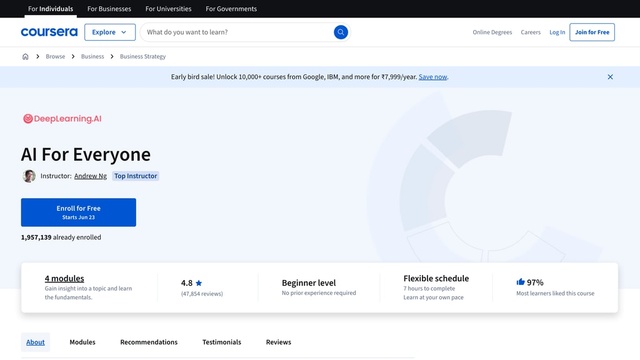 For Individuals For Businesses For Universities For Governments
coursera Explore What do you want to learn? Online Degrees Careers Log In Join for Free
Browse Business Business Strategy
Early bird sale! Unlock 10,000+ courses from Google, IBM, and more for ₹7,999/year. Save now.
DeepLearning.AI
AI For Everyone
Instructor: Andrew Ng Top Instructor
Enroll for Free
Starts Jun 23
1,957,139 already enrolled
4 modules
Gain insight into a topic and learn
the fundamentals.
4.8
(47,854 reviews)
Beginner level
No prior experience required
Flexible schedule
7 hours to complete
Learn at your own pace
97%
Most learners liked this course
About Modules Recommendations Testimonials Reviews